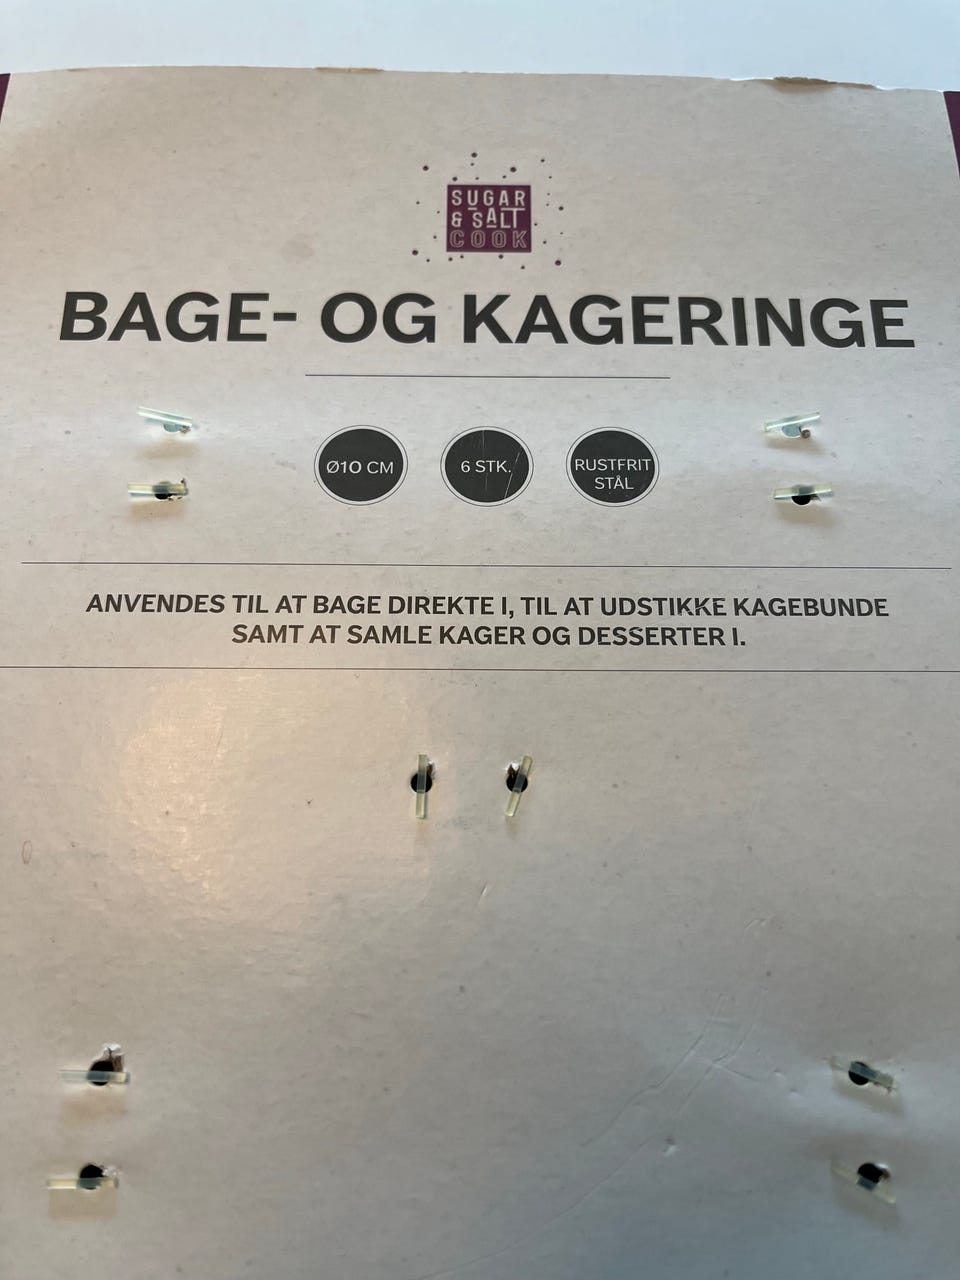 SUGAR
& SALT
COOK
BAGE- OG KAGERINGE
Ø10 CM
6 STK.
RUSTFRIT
STÅL
ANVENDES TIL AT BAGE DIREKTE I, TIL AT UDSTIKKE KAGEBUNDE
SAMT AT SAMLE KAGER OG DESSERTER I.